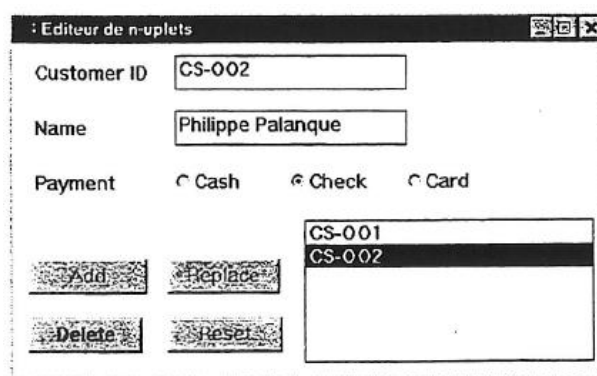 : Editeur de n-uplets
Customer ID CS-002
Name Philippe Palanque
Payment Cash Check Card
CS-001
CS-002
Add Replace
Delete Reset